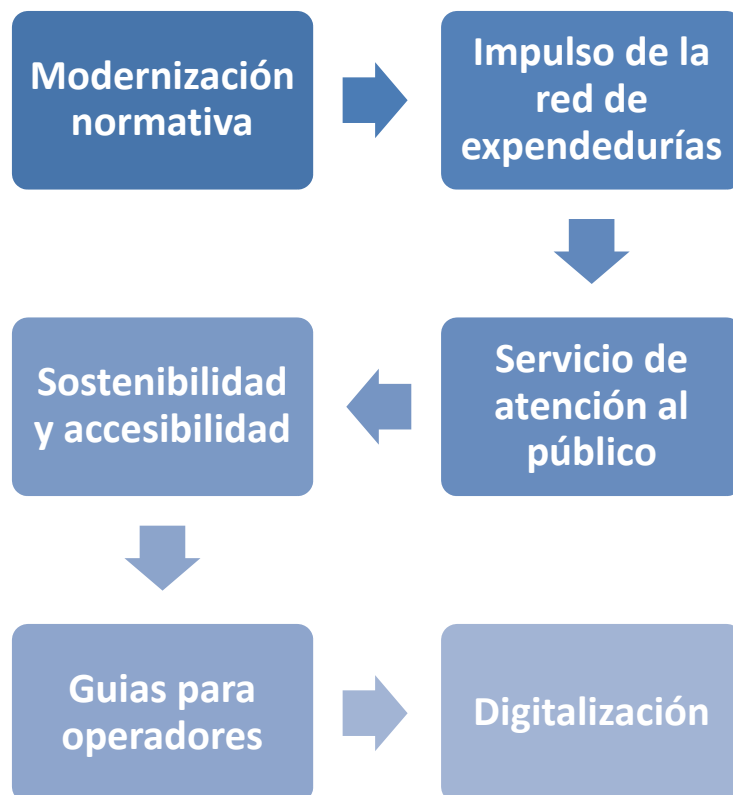 Modernización
normativa
Impulso de la
red de
expendedurías
Servicio de
atención al
público
Sostenibilidad
y accesibilidad
Guias para
operadores
Digitalización